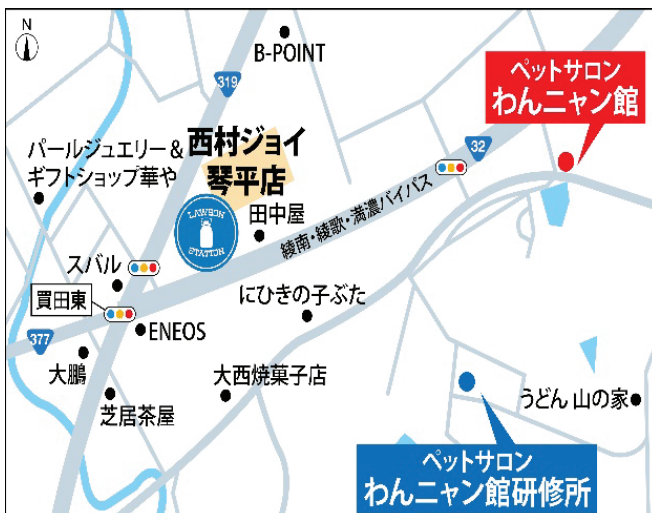 N
B-POINT
319
ペットサロン
わんニャン館
32
パールジュエリー＆
ギフトショップ華や
西村ジョイ
琴平店
LAWSON
STATION
田中屋
綾南・綾歌・満濃バイパス
スバル
買田東
ENEOS
にひきの子ぶた
377
大鵬
芝居茶屋
大西焼菓子店
うどん 山の家
ペットサロン
わんニャン館研修所